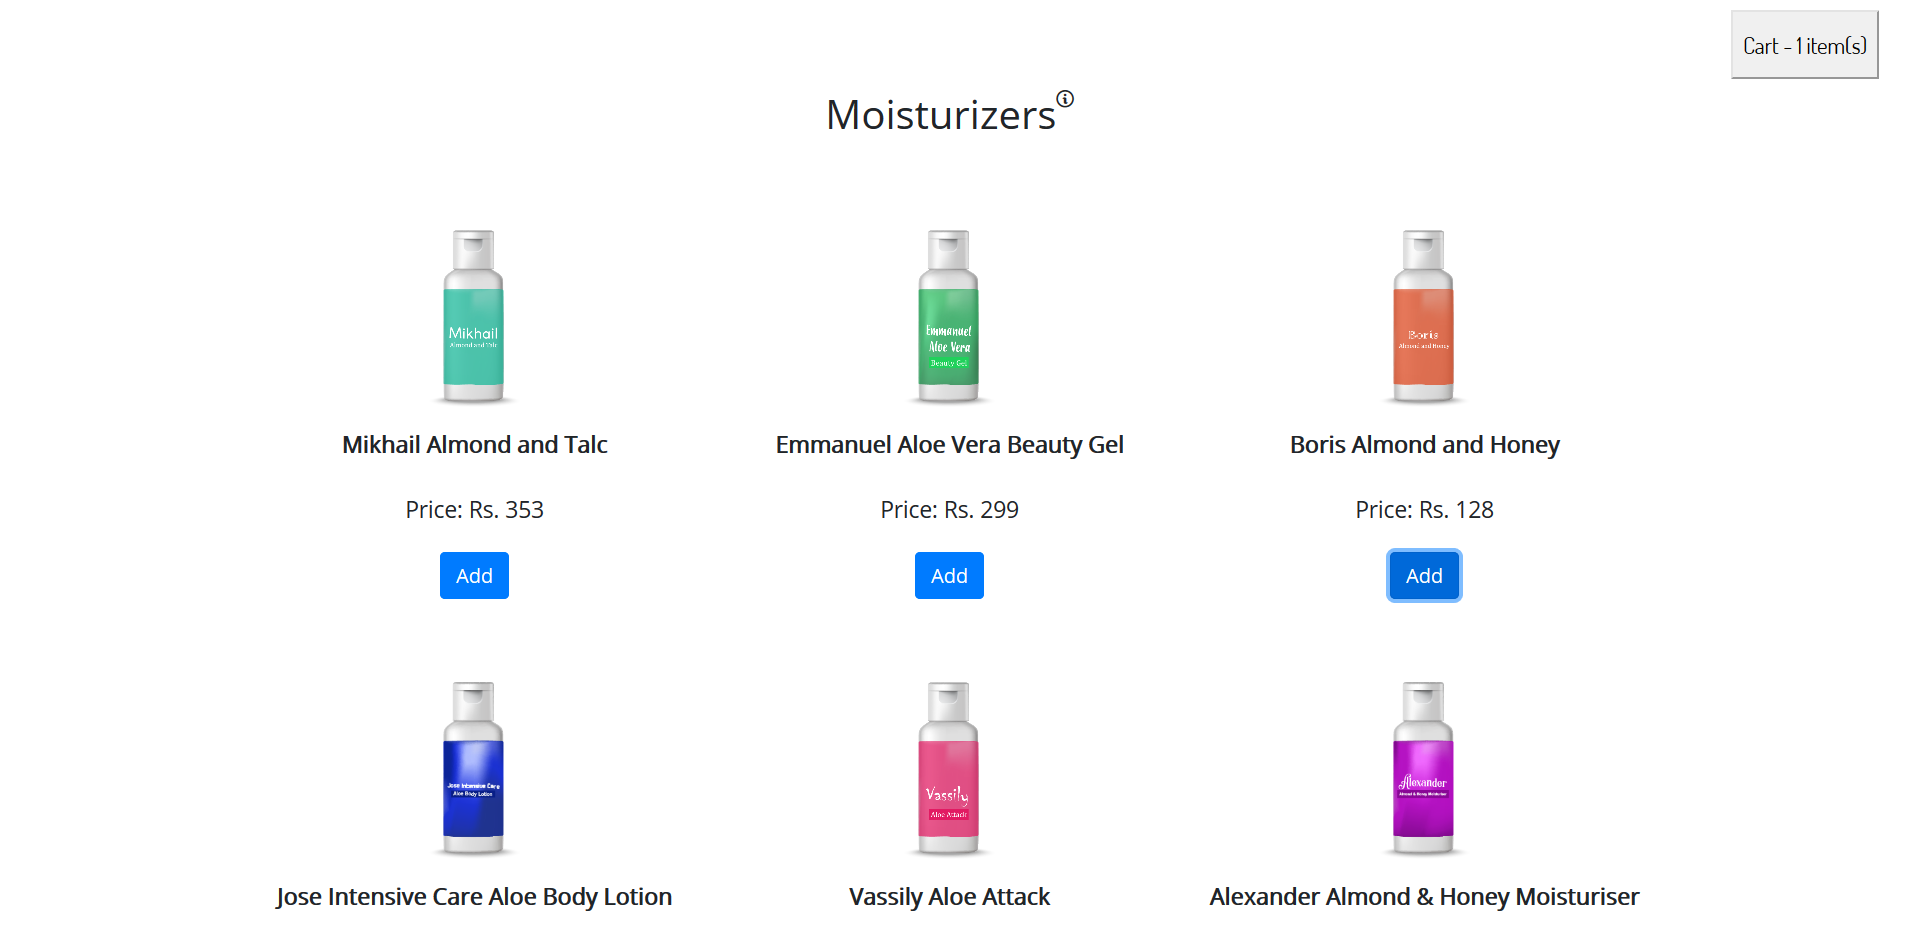 Cart - 1 item(s)
Moisturizers
Mikhail
Almond and Talc
Emmanuel
Aloe Vera
Beauty Gel
Boris
Almond and Honey
Mikhail Almond and Talc
Emmanuel Aloe Vera Beauty Gel
Boris Almond and Honey
Price: Rs. 353
Price: Rs. 299
Price: Rs. 128
Add
Add
Add
Jose Intensive Care
Aloe Body Lotion
Vassily
Aloe Attack
Alexander
Almond & Honey Moisturiser
Jose Intensive Care Aloe Body Lotion
Vassily Aloe Attack
Alexander Almond & Honey Moisturiser